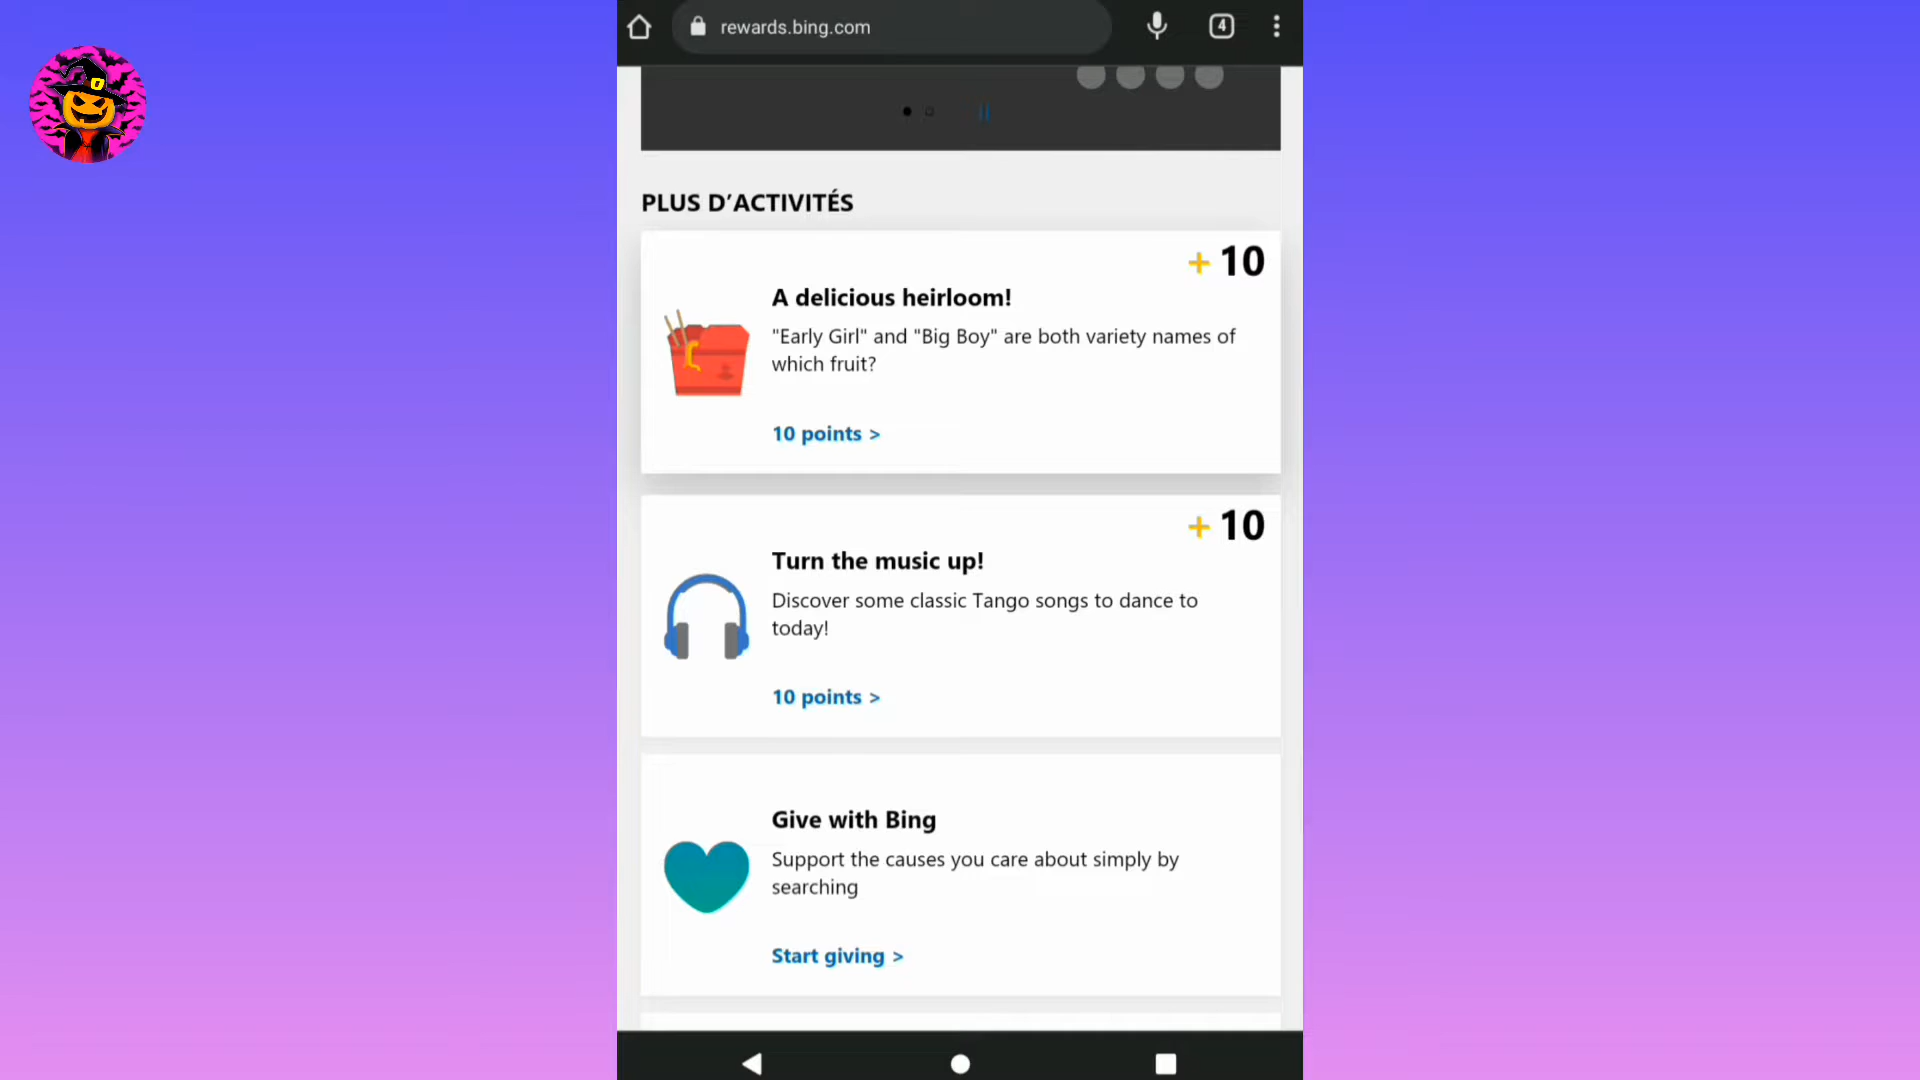 rewards.bing.com
4
PLUS D’ACTIVITÉS
+ 10
A delicious heirloom!
"Early Girl" and "Big Boy" are both variety names of
which fruit?
10 points >
+ 10
Turn the music up!
Discover some classic Tango songs to dance to
today!
10 points >
Give with Bing
Support the causes you care about simply by
searching
Start giving >